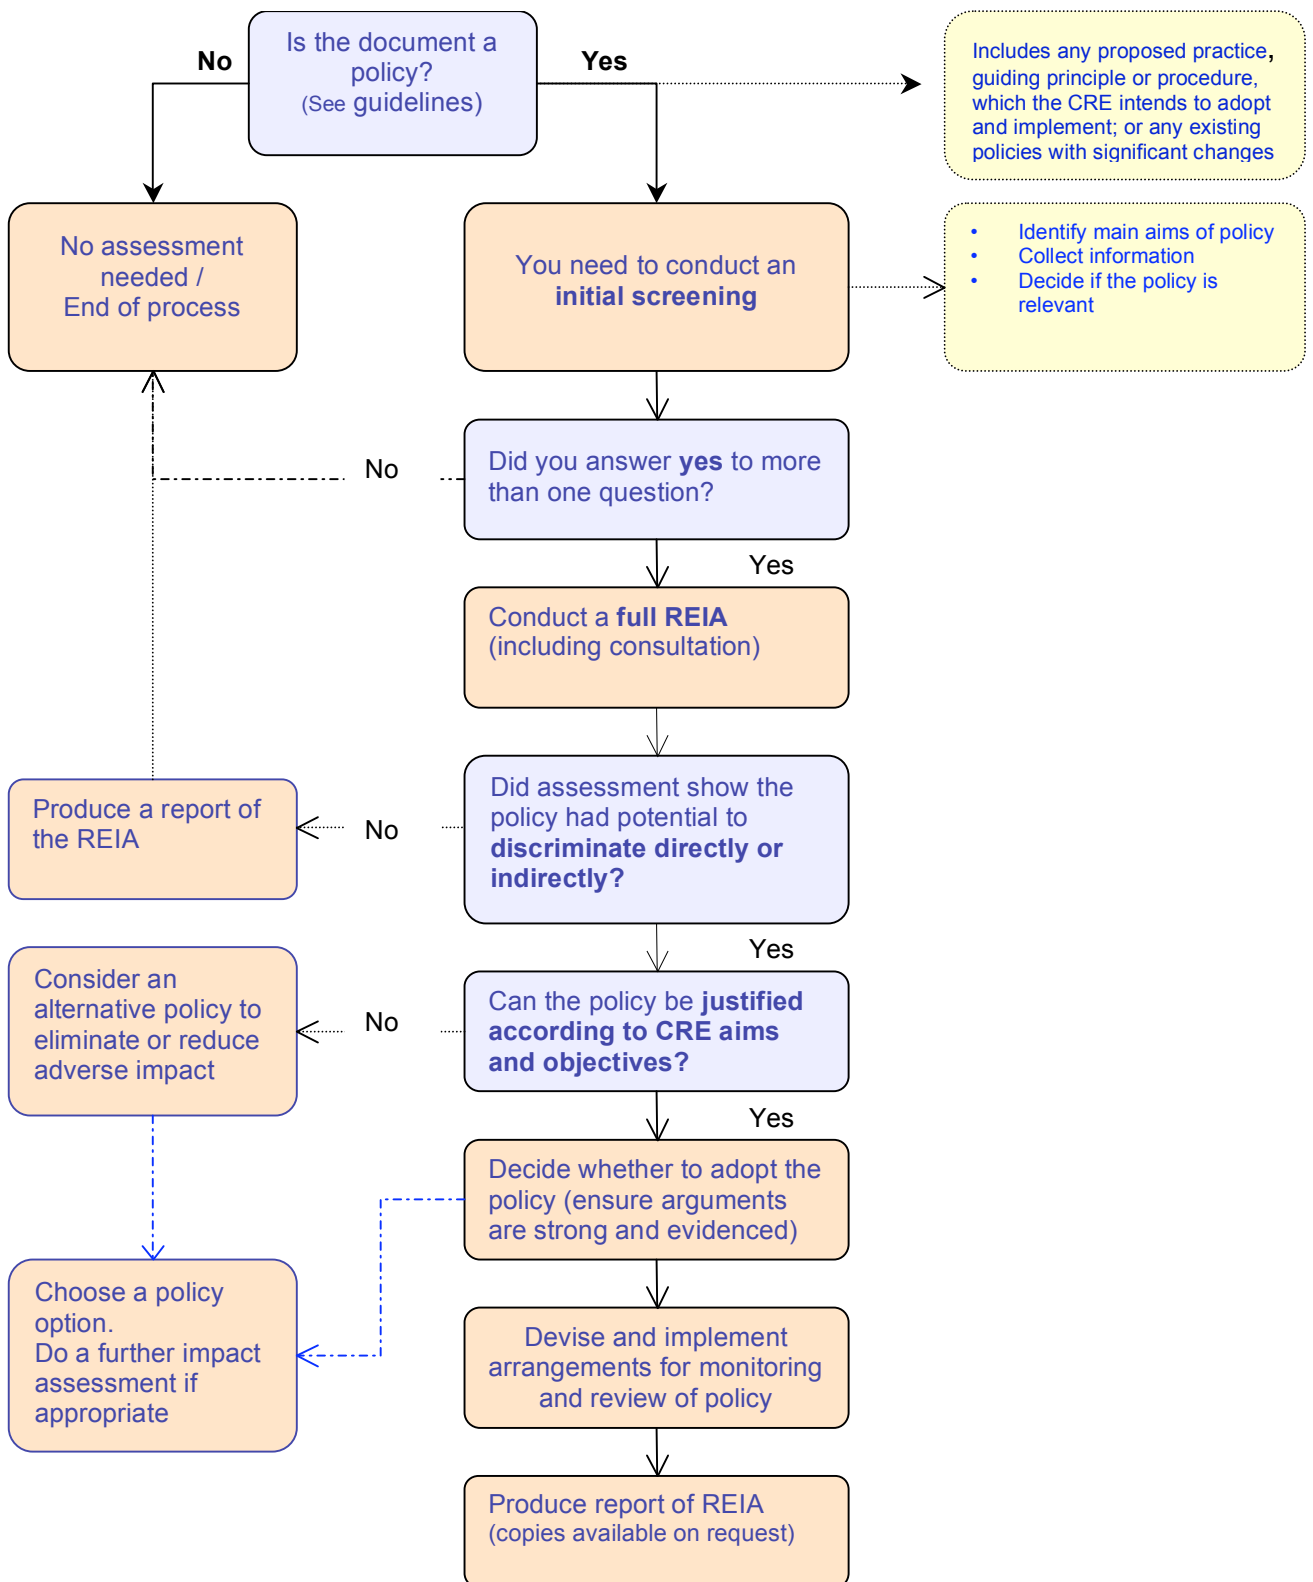 Is the document a
policy?
(See guidelines)
No
Yes
Includes any proposed practice,
guiding principle or procedure,
which the CRE intends to adopt
and implement; or any existing
policies with significant changes
No assessment
needed /
End of process
You need to conduct an
initial screening
• Identify main aims of policy
• Collect information
• Decide if the policy is
relevant
Did you answer yes to more
than one question?
No
Yes
Conduct a full REIA
(including consultation)
Did assessment show the
policy had potential to
discriminate directly or
indirectly?
No
Produce a report of
the REIA
Yes
Can the policy be justified
according to CRE aims
and objectives?
No
Consider an
alternative policy to
eliminate or reduce
adverse impact
Yes
Decide whether to adopt the
policy (ensure arguments
are strong and evidenced)
Choose a policy
option.
Do a further impact
assessment if
appropriate
Devise and implement
arrangements for monitoring
and review of policy
Produce report of REIA
(copies available on request)